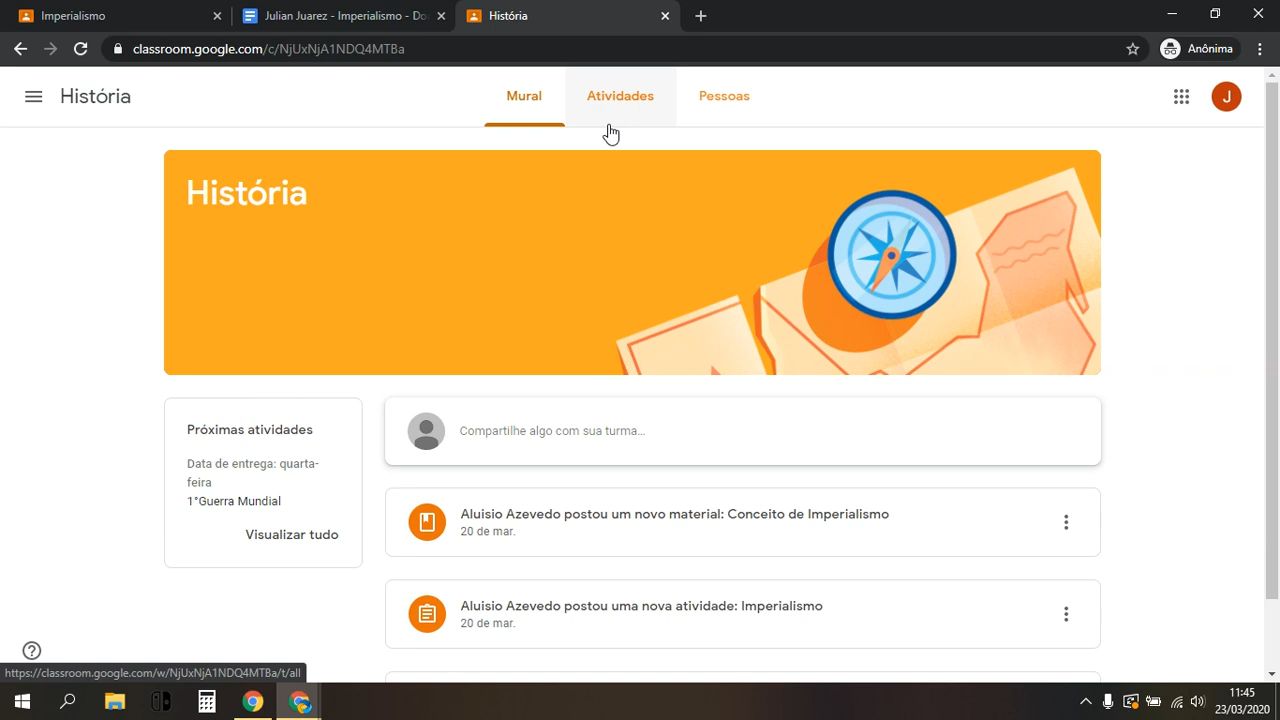 Imperialismo
Julian Juarez - Imperialismo - Do
História
classroom.google.com/c/NjUxNjA1NDQ4MTBa
Anônima
História
Mural
Atividades
Pessoas
J
História
Próximas atividades
Data de entrega: quarta-
feira
1°Guerra Mundial
Visualizar tudo
Compartilhe algo com sua turma...
Aluisio Azevedo postou um novo material: Conceito de Imperialismo
20 de mar.
Aluisio Azevedo postou uma nova atividade: Imperialismo
20 de mar.
https://classroom.google.com/w/NjUxNjA1NDQ4MTBa/t/all
11:45
23/03/2020